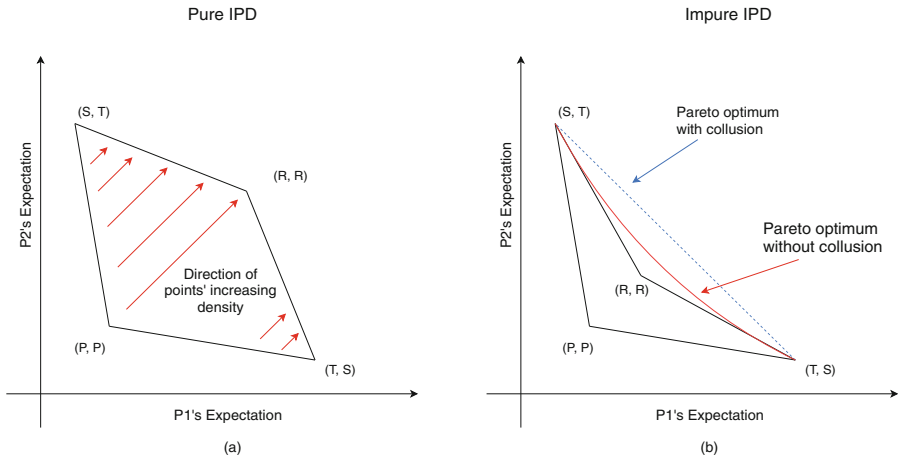 Pure IPD
P2's Expectation
(S, T)
(R, R)
Direction of
points' increasing
density
(P, P)
(T, S)
P1's Expectation
(a)
Impure IPD
P2's Expectation
(S, T)
Pareto optimum
with collusion
Pareto optimum
without collusion
(R, R)
(P, P)
(T, S)
P1's Expectation
(b)